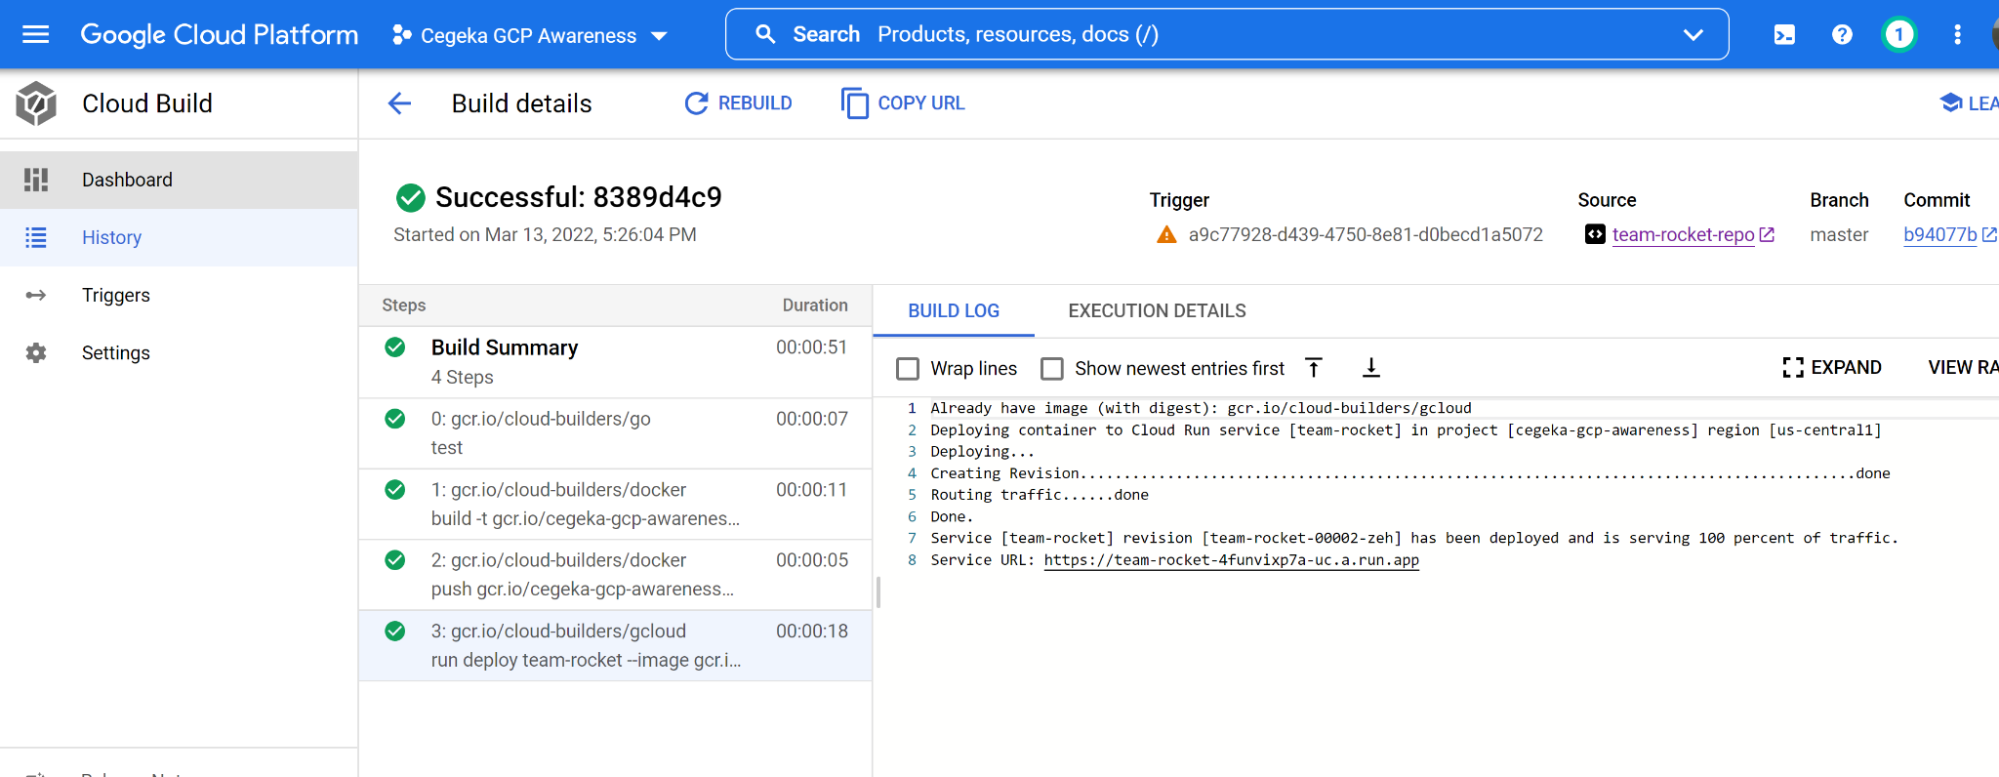 Google Cloud Platform
Cegeka GCP Awareness
Search Products, resources, docs (/)
1
Cloud Build
Build details
REBUILD
COPY URL
LEA
Dashboard
History
Triggers
Settings
Successful: 8389d4c9
Started on Mar 13, 2022, 5:26:04 PM
Trigger
a9c77928-d439-4750-8e81-d0becd1a5072
Source
team-rocket-repo
Branch
master
Commit
b94077b
Steps Duration
Build Summary 00:00:51
4 Steps
0: gcr.io/cloud-builders/go 00:00:07
test
1: gcr.io/cloud-builders/docker 00:00:11
build -t gcr.io/cegeka-gcp-awarenes...
2: gcr.io/cloud-builders/docker 00:00:05
push gcr.io/cegeka-gcp-awareness...
3: gcr.io/cloud-builders/gcloud 00:00:18
run deploy team-rocket --image gcr.i...
BUILD LOG EXECUTION DETAILS
Wrap lines Show newest entries first EXPAND VIEW RA
1 Already have image (with digest): gcr.io/cloud-builders/gcloud
2 Deploying container to Cloud Run service [team-rocket] in project [cegeka-gcp-awareness] region [us-central1]
3 Deploying...
4 Creating Revision..........................................................................................done
5 Routing traffic......done
6 Done.
7 Service [team-rocket] revision [team-rocket-00002-zeh] has been deployed and is serving 100 percent of traffic.
8 Service URL: https://team-rocket-4funvixp7a-uc.a.run.app